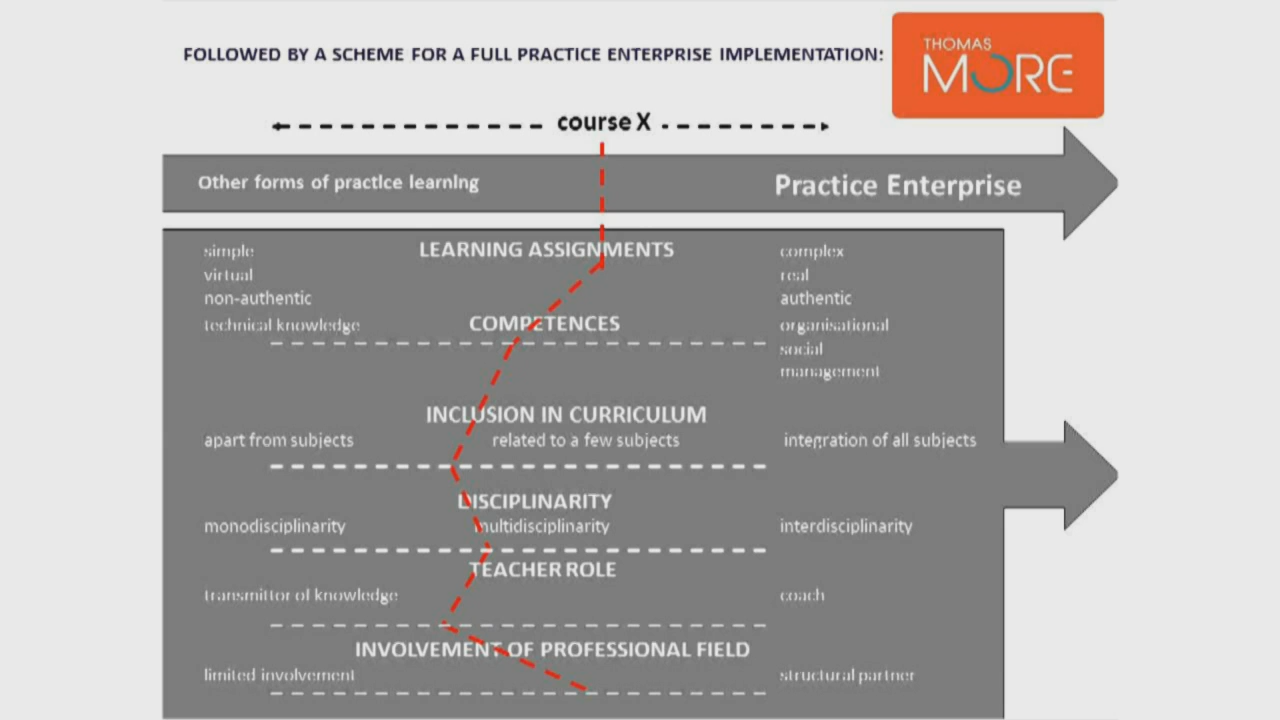 FOLLOWED BY A SCHEME FOR A FULL PRACTICE ENTERPRISE IMPLEMENTATION:
THOMAS
MORE
course X
Other forms of practice learning
Practice Enterprise
simple
LEARNING ASSIGNMENTS
complex
virtual
real
non-authentic
authentic
technical knowledge
COMPETENCES
organisational
social
management
INCLUSION IN CURRICULUM
apart from subjects
related to a few subjects
integration of all subjects
DISCIPLINARITY
monodisciplinarity
multidisciplinarity
interdisciplinarity
TEACHER ROLE
transmittor of knowledge
coach
INVOLVEMENT OF PROFESSIONAL FIELD
limited involvement
structural partner